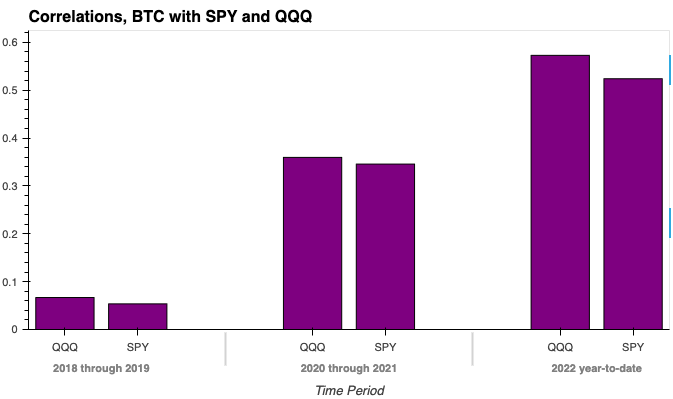 Correlations, BTC with SPY and QQQ
0.6
0.5
0.4
0.3
0.2
0.1
0
QQQ SPY QQQ SPY QQQ SPY
2018 through 2019 2020 through 2021 2022 year-to-date
Time Period